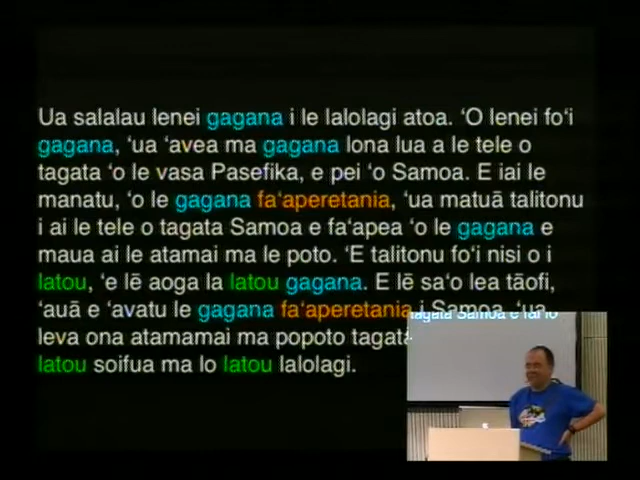 Ua salalau lenei gagana i le lalolagi atoa. ‘O lenei fo‘i
gagana, ‘ua ‘avea ma gagana lona lua a le tele o
tagata ‘o le vasa Pasefika, e pei ‘o Samoa. E iai le
manatu, ‘o le gagana fa‘aperetania, ‘ua matuā talitonu
i ai le tele o tagata Samoa e fa‘apea ‘o le gagana e
maua ai le atamai ma le poto. ‘E talitonu fo‘i nisi o i
latou, ‘e lē aoga la latou gagana. E lē sa‘o lea tāofi,
‘auā e ‘avatu le gagana fa‘aperetania i Samoa, ‘ua
leva ona atamamai ma popoto tagata
latou soifua ma lo latou lalolagi.
tagata Samoa e